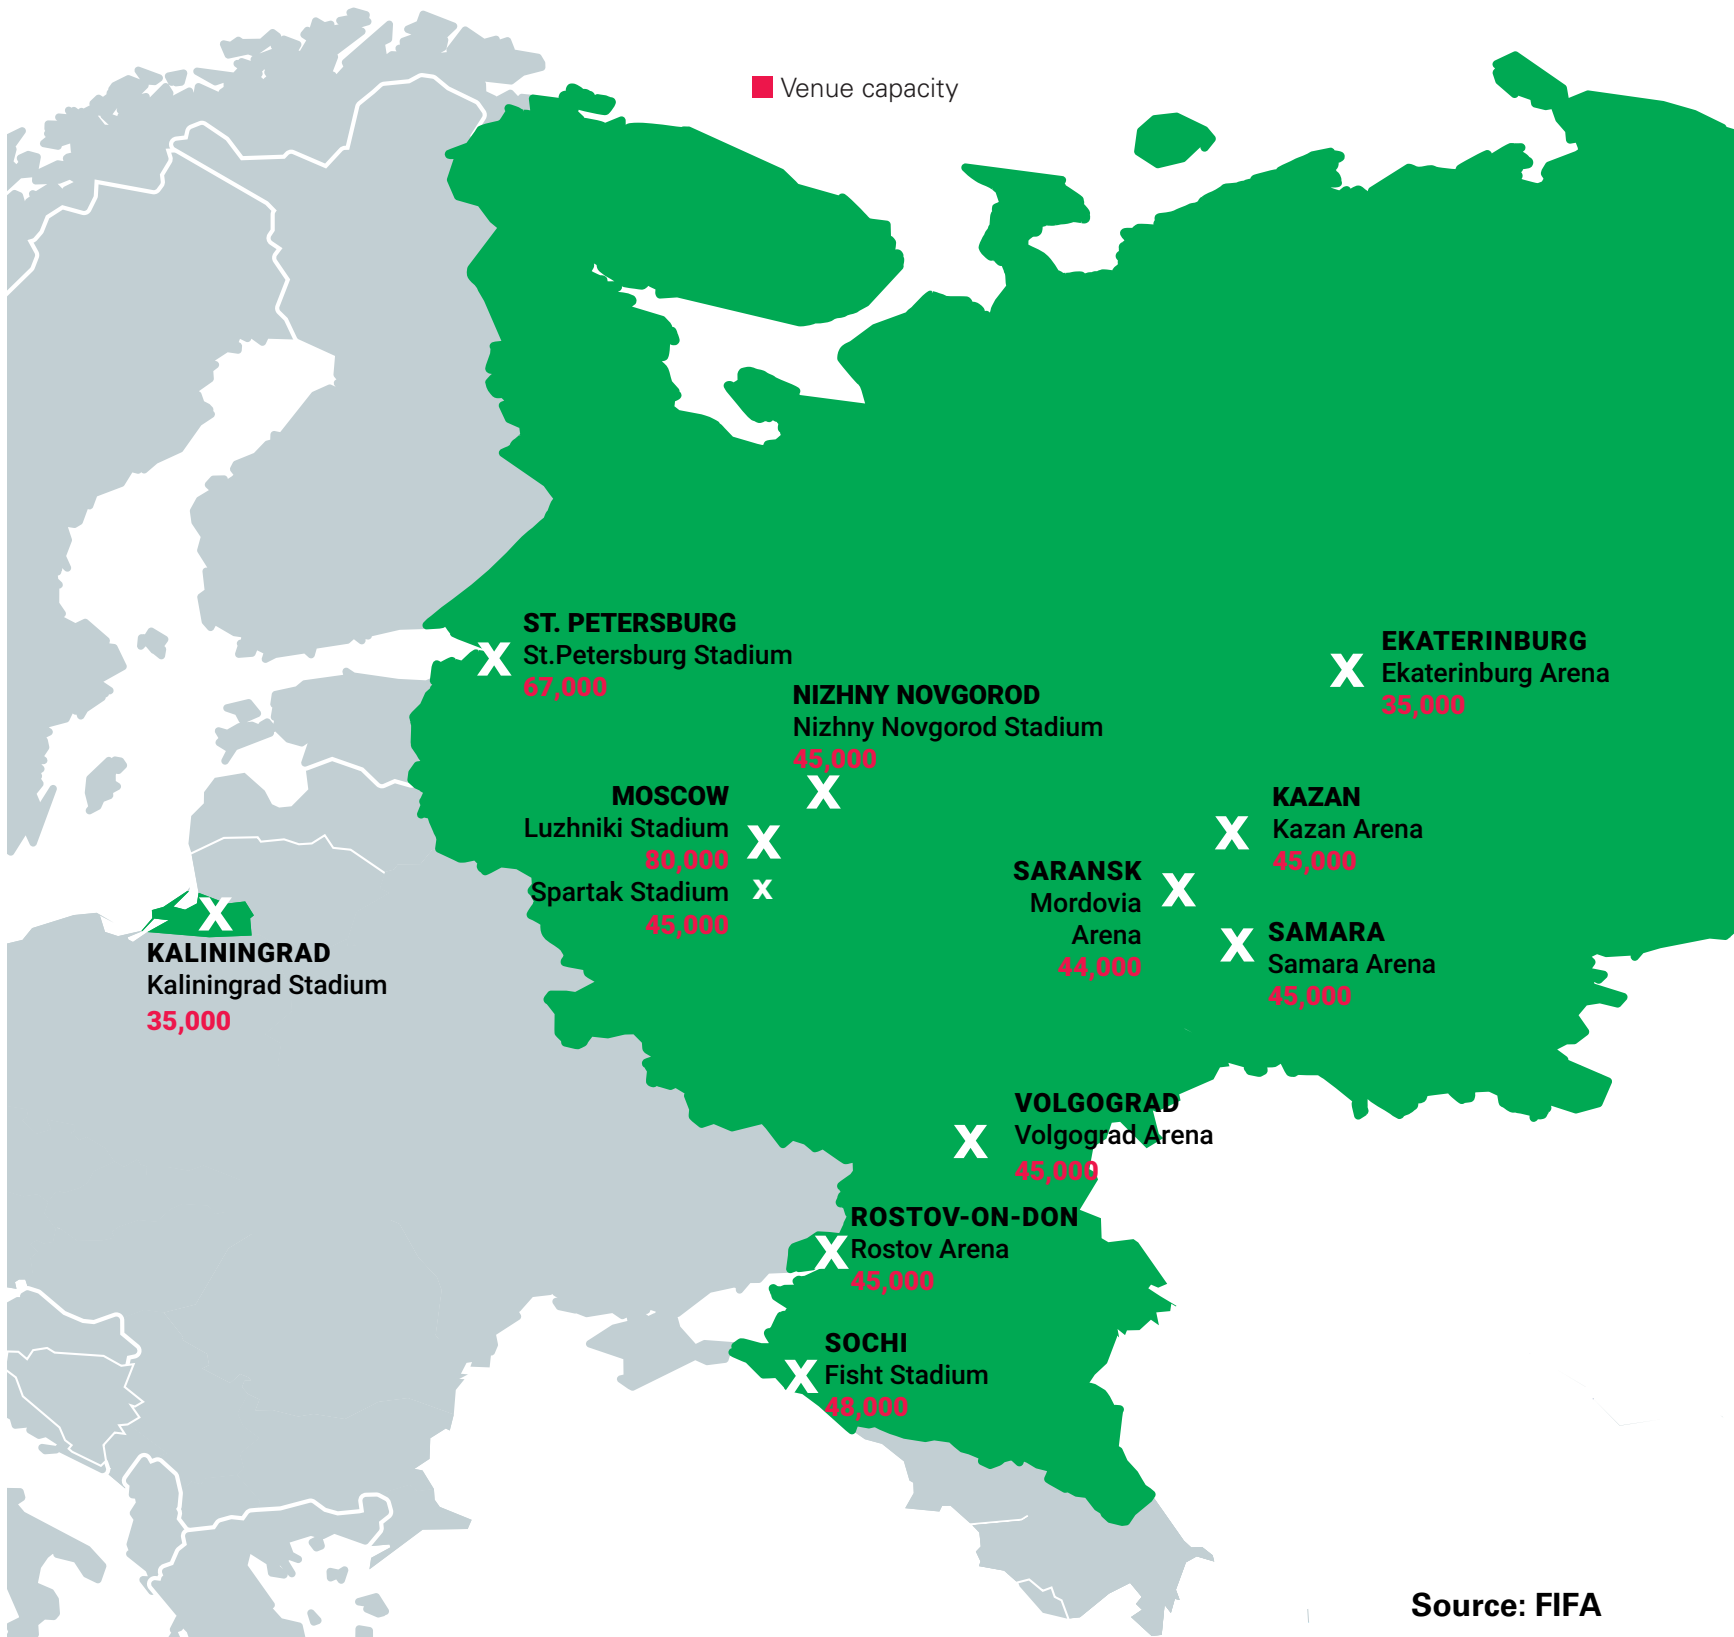 Venue capacity
ST. PETERSBURG
St.Petersburg Stadium
67,000
EKATERINBURG
Ekaterinburg Arena
35,000
NIZHNY NOVGOROD
Nizhny Novgorod Stadium
45,000
MOSCOW
Luzhniki Stadium
80,000
Spartak Stadium
45,000
KAZAN
Kazan Arena
45,000
SARANSK
Mordovia
Arena
44,000
SAMARA
Samara Arena
45,000
KALININGRAD
Kaliningrad Stadium
35,000
VOLGOGRAD
Volgograd Arena
45,000
ROSTOV-ON-DON
Rostov Arena
45,000
SOCHI
Fisht Stadium
48,000
Source: FIFA